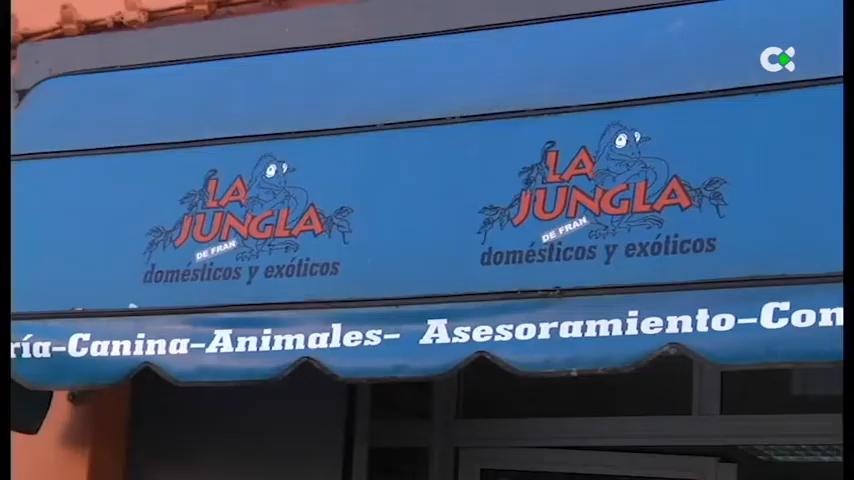 LA
JUNGLA
DE FRAN
domésticos y exóticos
LA
JUNGLA
DE FRAN
domésticos y exóticos
ría-Canina-Animales- Asesoramiento-Con